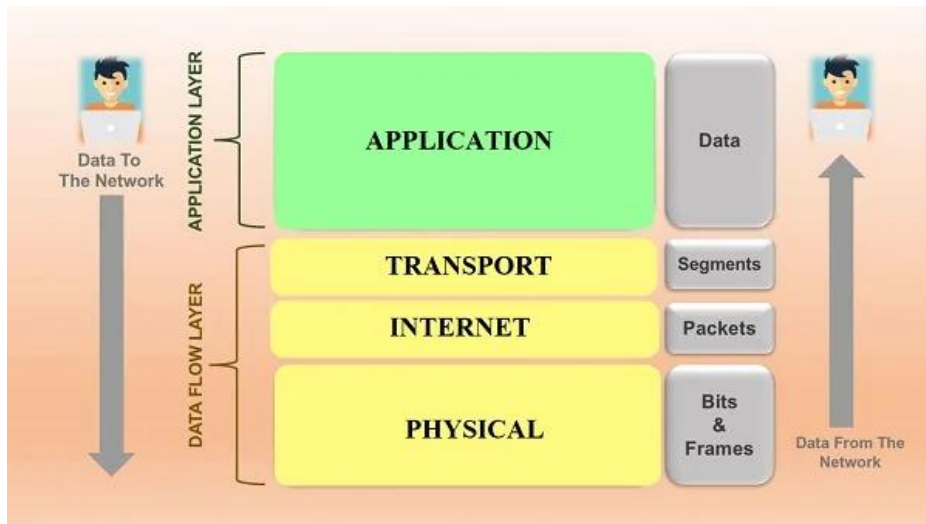 APPLICATION LAYER
Data To
The Network
APPLICATION
Data
DATA FLOW LAYER
TRANSPORT
Segments
INTERNET
Packets
PHYSICAL
Bits
&
Frames
Data From The
Network